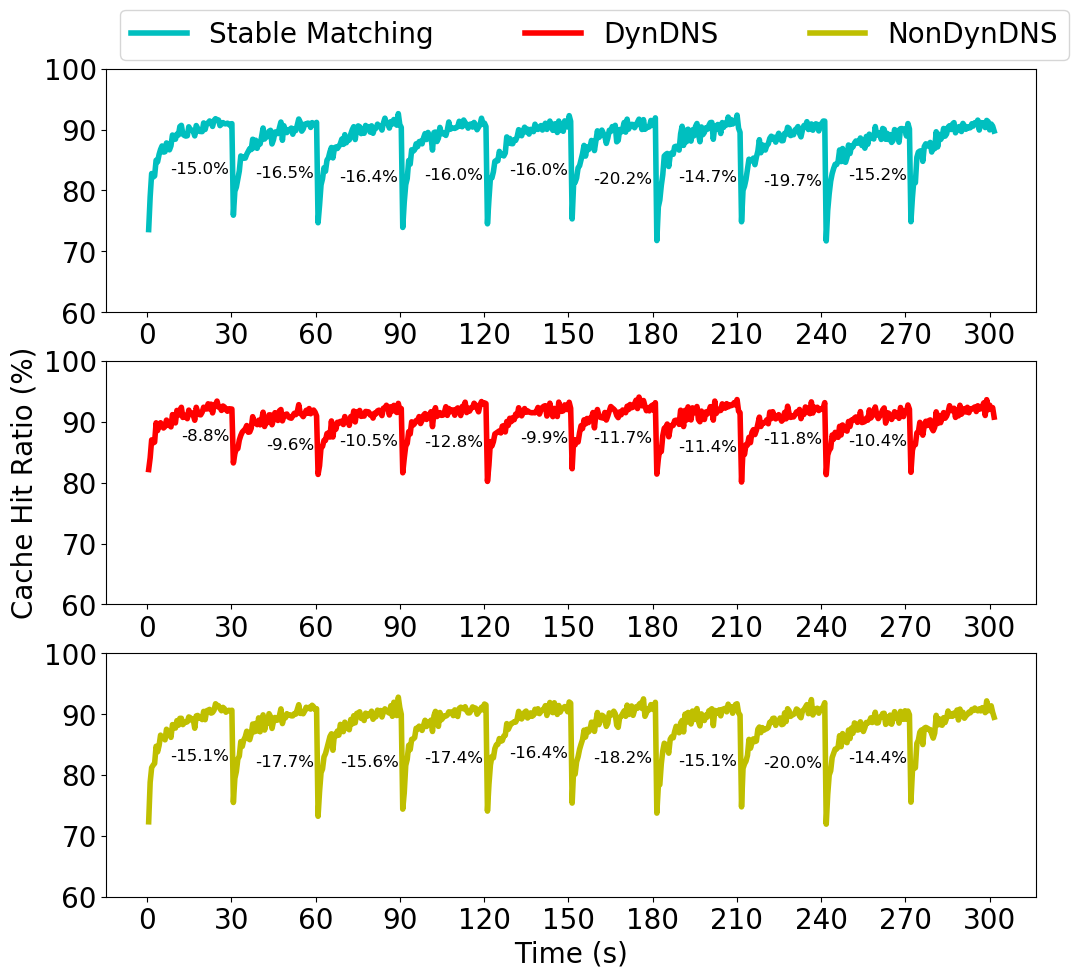 Stable Matching DynDNS NonDynDNS
100
90
80
70
60
-15.0% -16.5% -16.4% -16.0% -16.0% -20.2% -14.7% -19.7% -15.2%
0 30 60 90 120 150 180 210 240 270 300
Cache Hit Ratio (%)
100
90
80
70
60
-8.8% -9.6% -10.5% -12.8% -9.9% -11.7% -11.4% -11.8% -10.4%
0 30 60 90 120 150 180 210 240 270 300
100
90
80
70
60
-15.1% -17.7% -15.6% -17.4% -16.4% -18.2% -15.1% -20.0% -14.4%
0 30 60 90 120 150 180 210 240 270 300
Time (s)